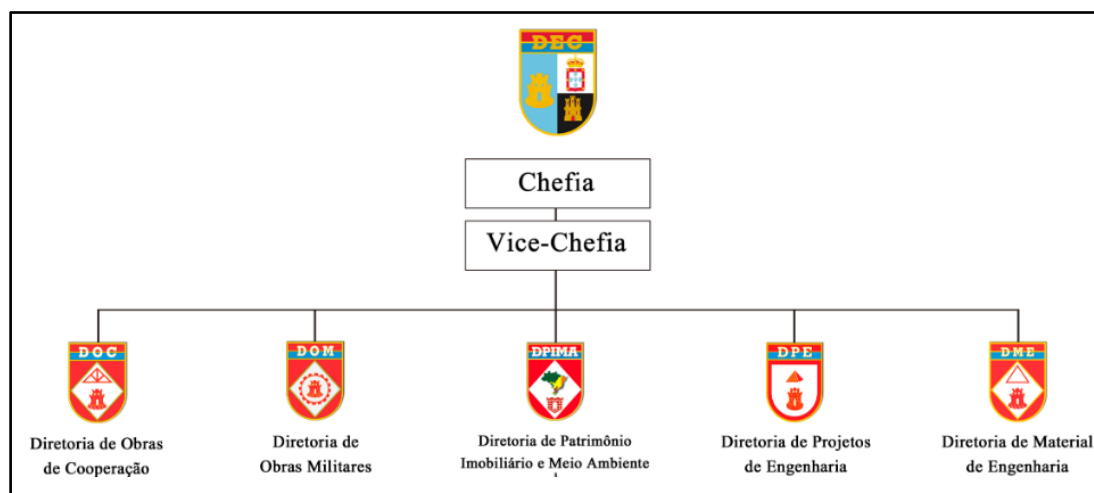 DEC
Chefia
Vice-Chefia
DOC
DOM
DPIMA
DPE
DME
Diretoria de Obras
de Cooperação
Diretoria de
Obras Militares
Diretoria de Patrimônio
Imobiliário e Meio Ambiente
Diretoria de Projetos
de Engenharia
Diretoria de Material
de Engenharia